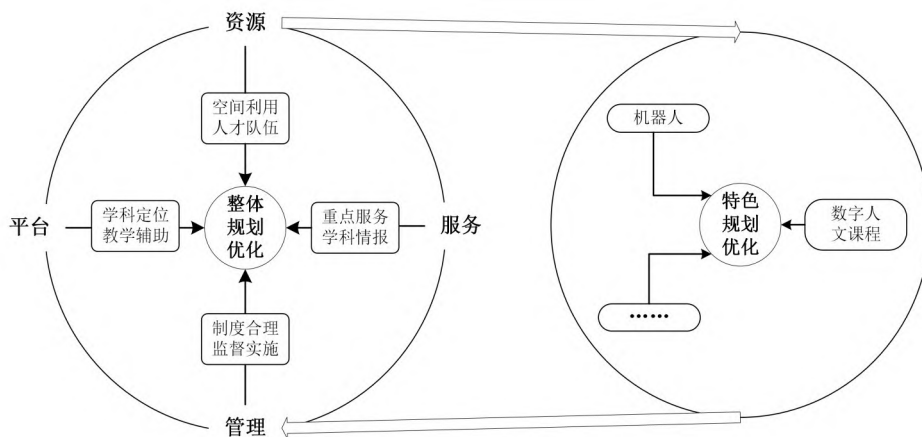 资源
空间利用
人才队伍
平台
学科定位
教学辅助
整体
规划
优化
重点服务
学科情报
服务
制度合理
监督实施
管理
机器人
特色
规划
优化
数字人
文课程
……